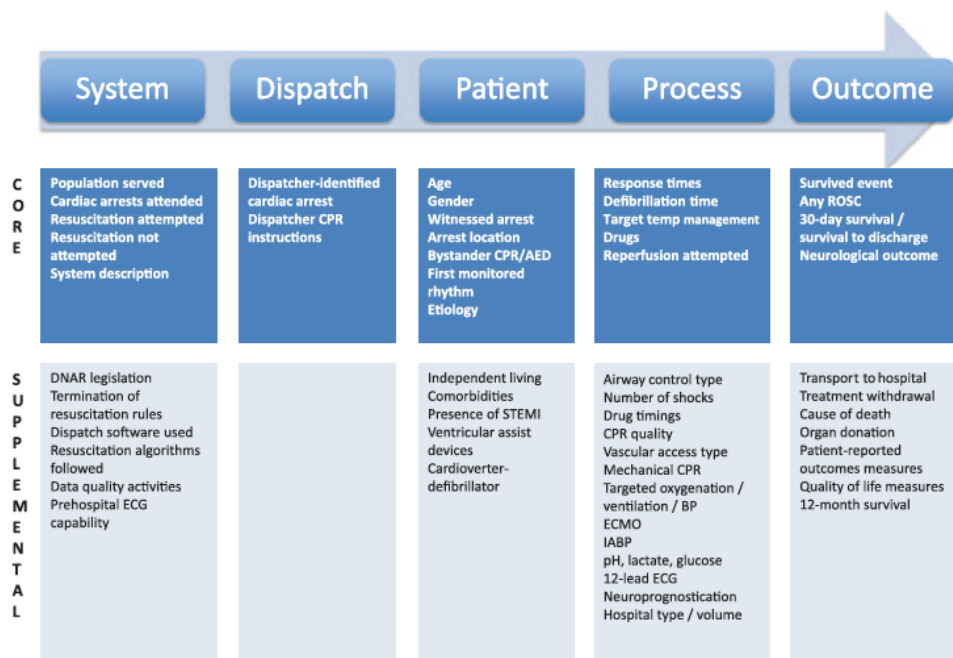 System
Dispatch
Patient
Process
Outcome
CORE
Population served
Cardiac arrests attended
Resuscitation attempted
Resuscitation not
attempted
System description
Dispatcher-identified
cardiac arrest
Dispatcher CPR
instructions
Age
Gender
Witnessed arrest
Arrest location
Bystander CPR/AED
First monitored
rhythm
Etiology
Response times
Defibrillation time
Target temp management
Drugs
Reperfusion attempted
Survived event
Any ROSC
30-day survival /
survival to discharge
Neurological outcome
SUPPLEMENTAL
DNAR legislation
Termination of
resuscitation rules
Dispatch software used
Resuscitation algorithms
followed
Data quality activities
Prehospital ECG
capability
Independent living
Comorbidities
Presence of STEMI
Ventricular assist
devices
Cardioverter-
defibrillator
Airway control type
Number of shocks
Drug timings
CPR quality
Vascular access type
Mechanical CPR
Targeted oxygenation /
ventilation / BP
ECMO
IABP
pH, lactate, glucose
12-lead ECG
Neuroprognostication
Hospital type / volume
Transport to hospital
Treatment withdrawal
Cause of death
Organ donation
Patient-reported
outcomes measures
Quality of life measures
12-month survival